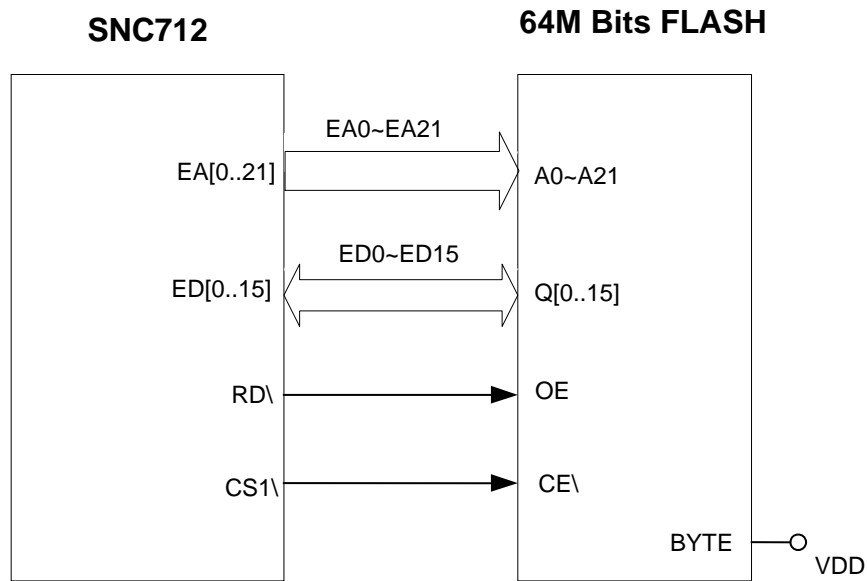 SNC712
64M Bits FLASH
EA0~EA21
EA[0..21]
A0~A21
ED0~ED15
ED[0..15]
Q[0..15]
RD\
OE
CS1\
CE\
BYTE
VDD